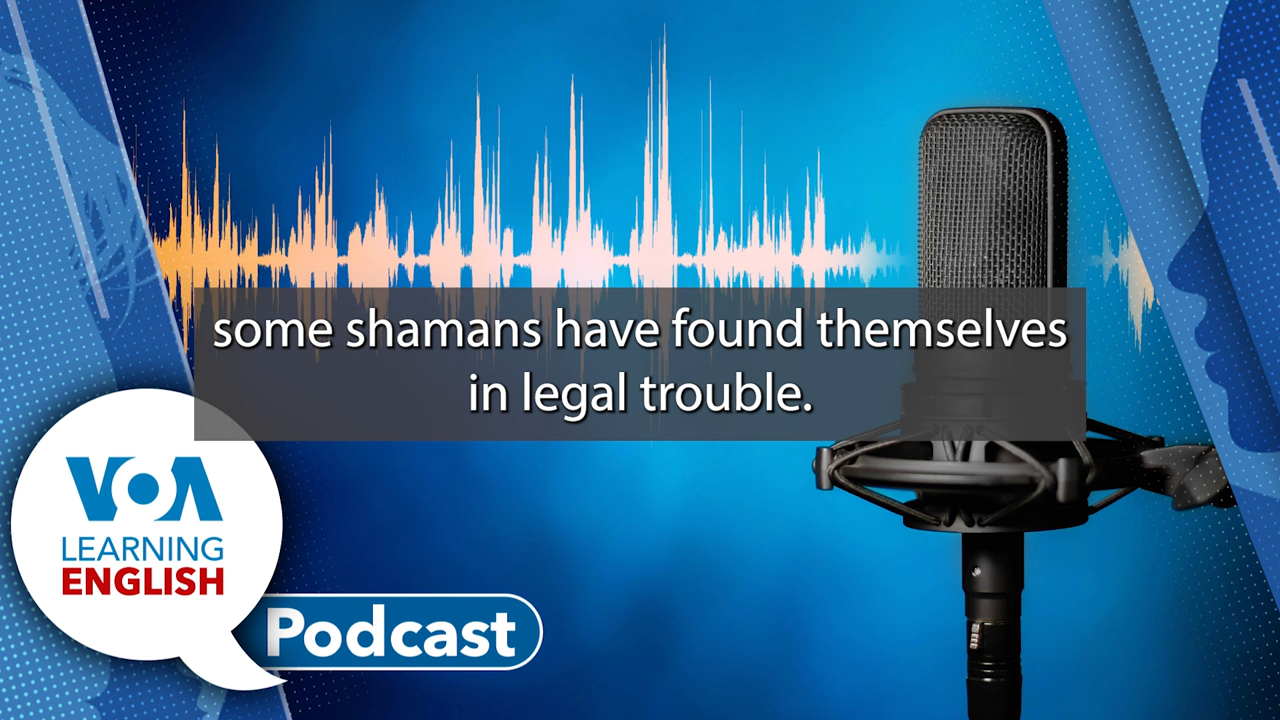 some shamans have found themselves
in legal trouble.
VOA
LEARNING
ENGLISH
Podcast